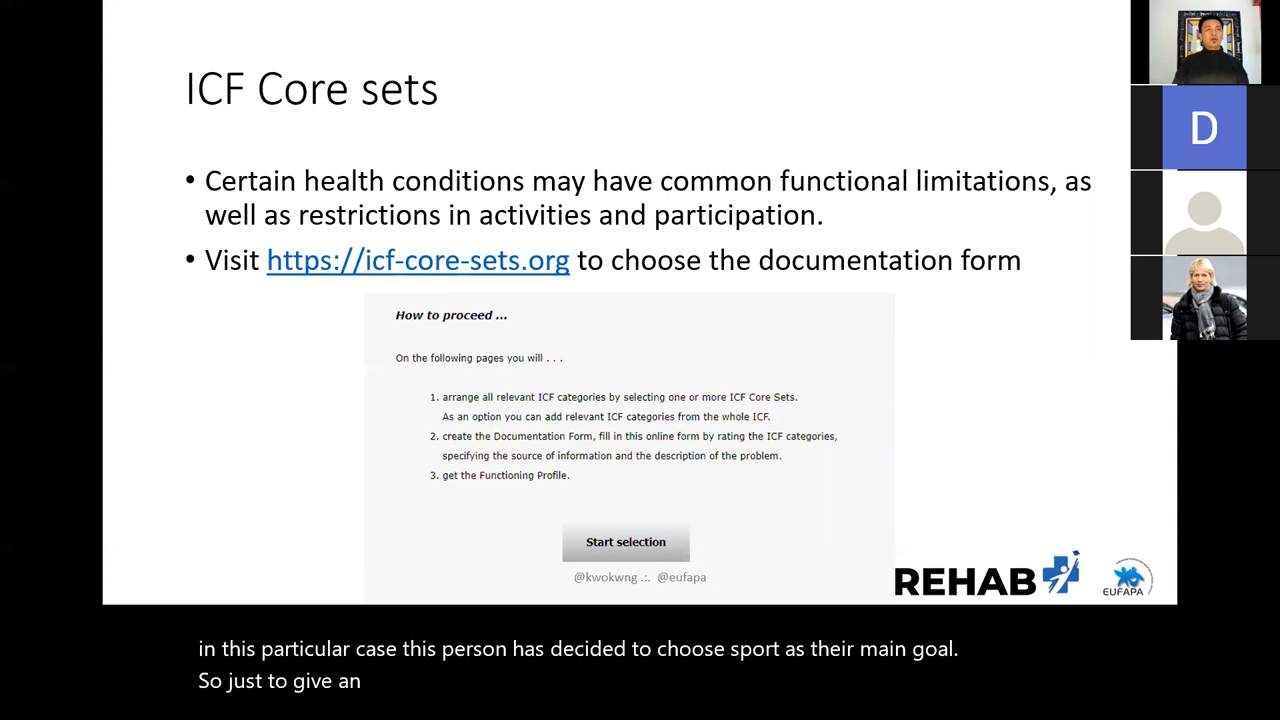 ICF Core sets
• Certain health conditions may have common functional limitations, as
well as restrictions in activities and participation.
• Visit https://icf-core-sets.org to choose the documentation form
How to proceed ...
On the following pages you will . . .
1. arrange all relevant ICF categories by selecting one or more ICF Core Sets.
As an option you can add relevant ICF categories from the whole ICF.
2. create the Documentation Form, fill in this online form by rating the ICF categories,
specifying the source of information and the description of the problem.
3. get the Functioning Profile.
Start selection
@kwokwng .:. @eufapa
REHAB
EUFAPA
D
in this particular case this person has decided to choose sport as their main goal.
So just to give an